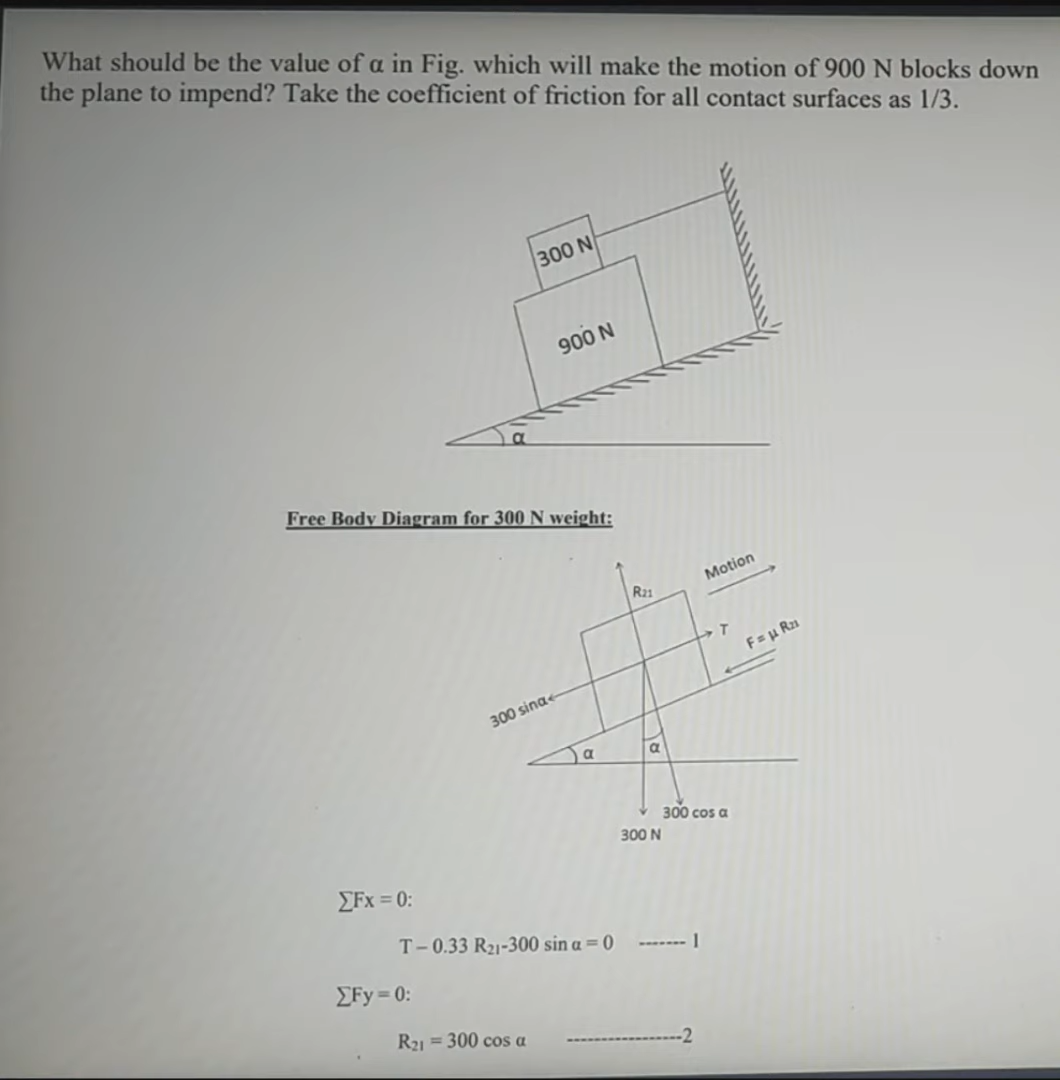 What should be the value of α in Fig. which will make the motion of 900 N blocks down
the plane to impend? Take the coefficient of friction for all contact surfaces as 1/3.
300 N
900 N
α
Free Body Diagram for 300 N weight:
Motion
R21
T
F = μ R21
300 sinα
α
α
300 cos α
300 N
∑Fx = 0:
T – 0.33 R21-300 sin α = 0 ------- 1
∑Fy = 0:
R21 = 300 cos α ------------------2